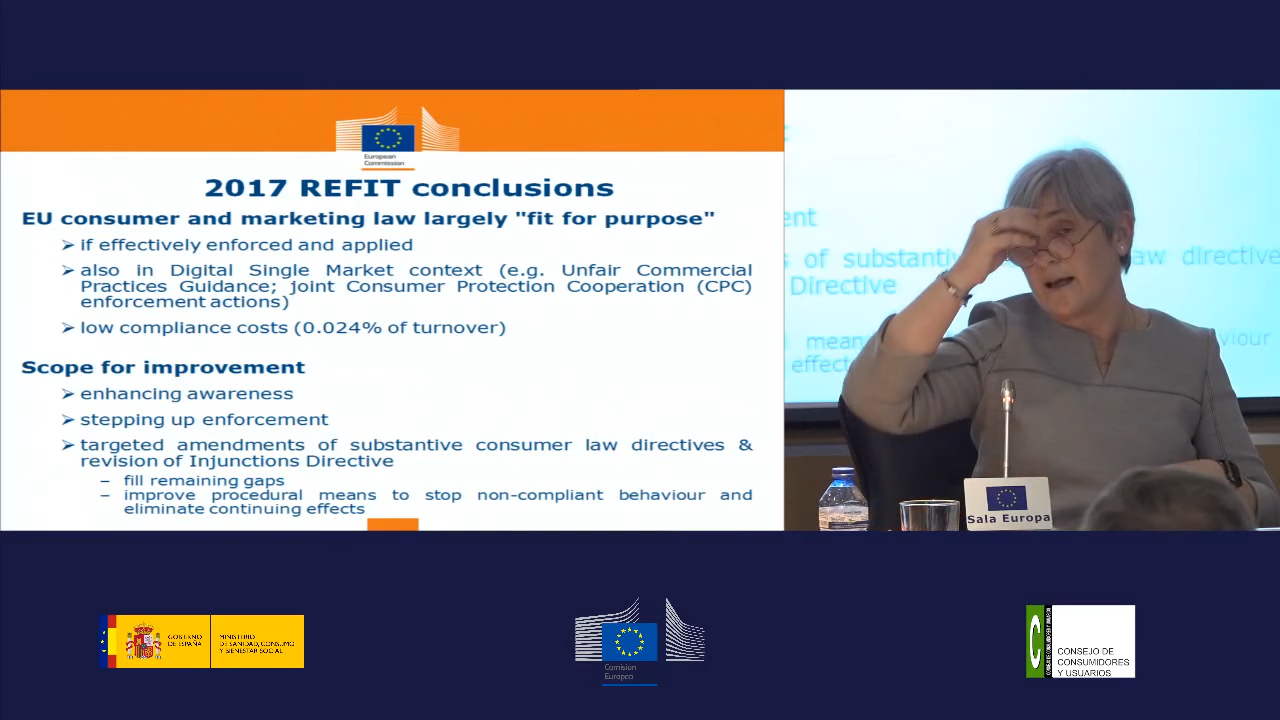 European
Commission
2017 REFIT conclusions
EU consumer and marketing law largely "fit for purpose"
if effectively enforced and applied
also in Digital Single Market context (e.g. Unfair Commercial
Practices Guidance; joint Consumer Protection Cooperation (CPC)
enforcement actions)
low compliance costs (0.024% of turnover)
Scope for improvement
enhancing awareness
stepping up enforcement
targeted amendments of substantive consumer law directives &
revision of Injunctions Directive
– fill remaining gaps
– improve procedural means to stop non-compliant behaviour and
eliminate continuing effects
ent
s of substantiv aw directive
Directive
mean viour
effect
Sala Europa
GOBIERNO
DE ESPAÑA
MINISTERIO
DE SANIDAD, CONSUMO
Y BIENESTAR SOCIAL
Comisión
Europea
CONSEJO DE
CONSUMIDORES
Y USUARIOS